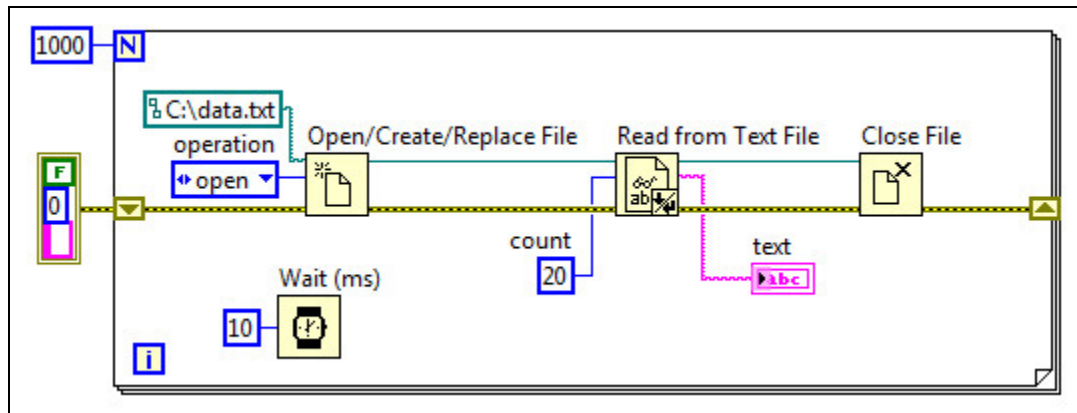 1000
N
C:\data.txt
operation
open
Open/Create/Replace File
Read from Text File
Close File
F
0
ab
count
20
text
abc
Wait (ms)
10
i